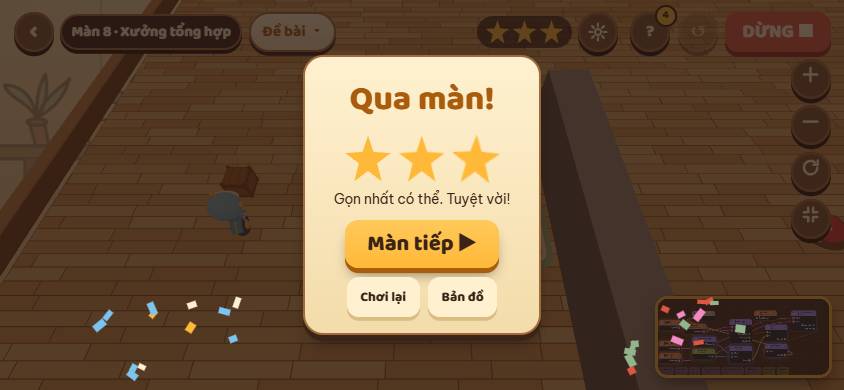 Màn 8 · Xưởng tổng hợp
Đề bài
4
?
DỪNG
Qua màn!
Gọn nhất có thể. Tuyệt vời!
Màn tiếp
Chơi lại
Bản đồ